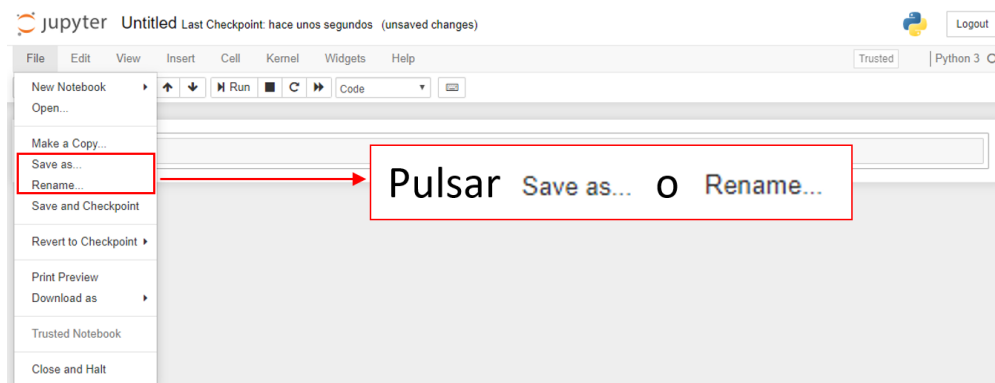 jupyter Untitled Last Checkpoint: hace unos segundos (unsaved changes)
Logout
File Edit View Insert Cell Kernel Widgets Help
Trusted
Python 3
New Notebook
Run
Code
Open...
Make a Copy...
Save as...
Rename...
Save and Checkpoint
Revert to Checkpoint
Print Preview
Download as
Trusted Notebook
Close and Halt
Pulsar Save as... o Rename...